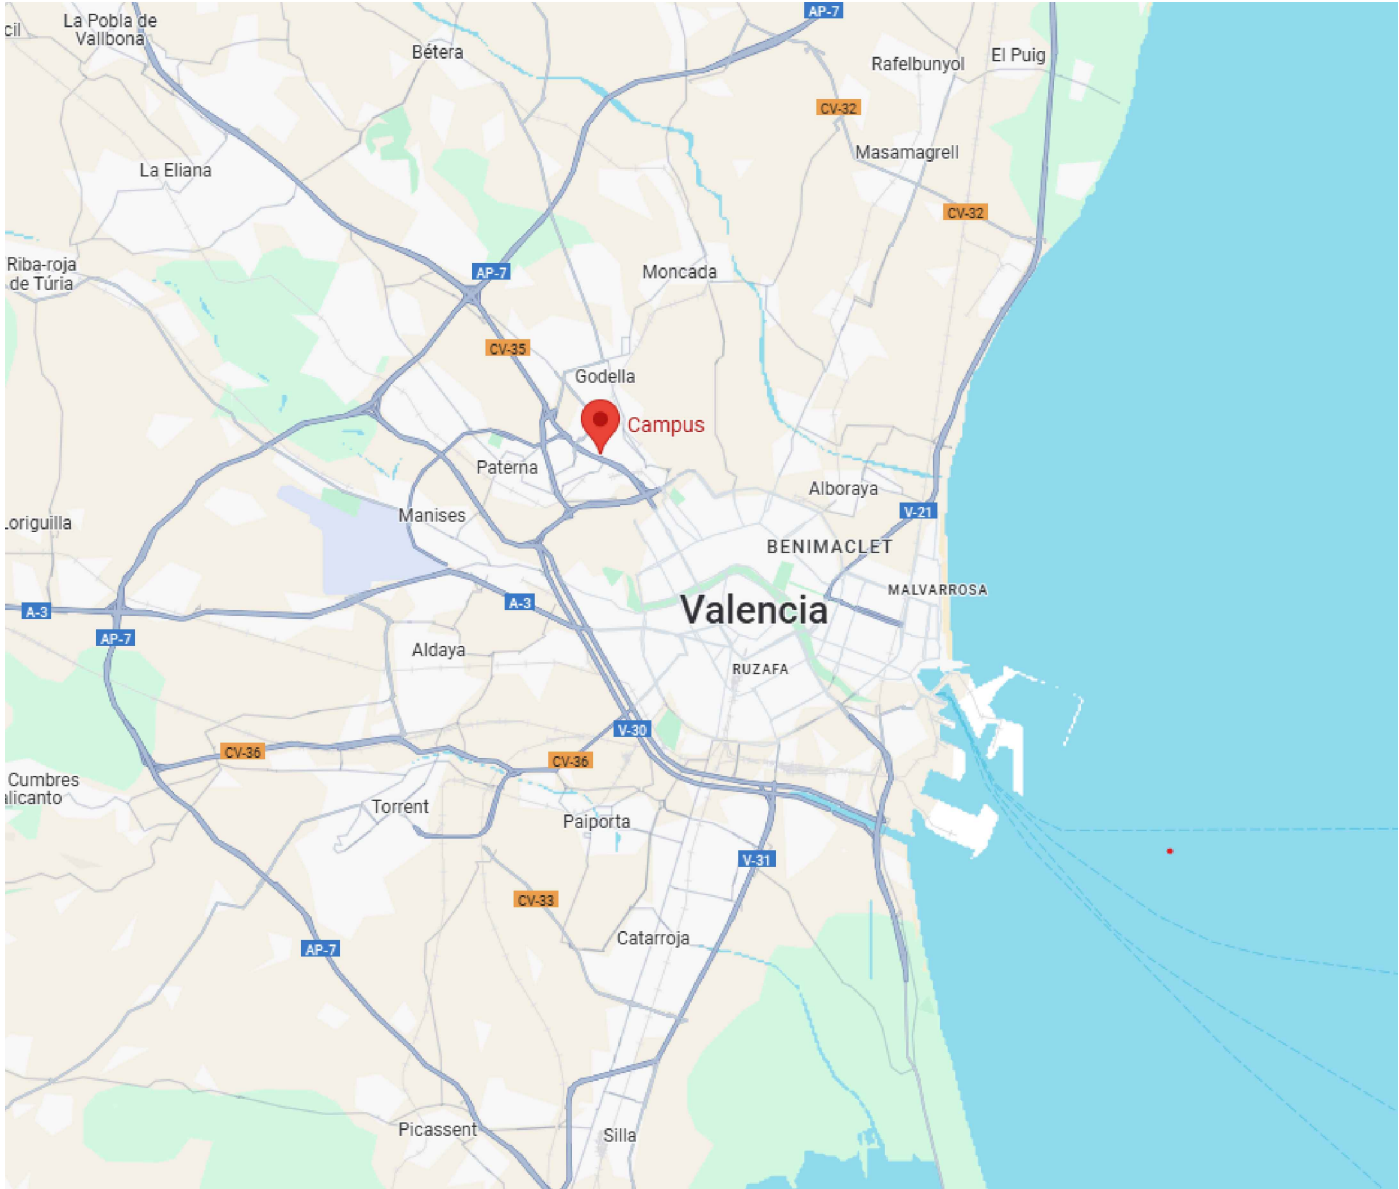 AP-7
La Pobla de
Vallbona
cil
Bétera
El Puig
Rafelbunyol
CV-32
Masamagrell
La Eliana
CV-32
Riba-roja
de Túria
AP-7
Moncada
CV-35
Godella
Campus
Paterna
Alboraya
Manises
V-21
Loriguilla
BENIMACLET
MALVARROSA
A-3
A-3
Valencia
AP-7
Aldaya
RUZAFA
V-30
CV-36
CV-36
Cumbres
alicanto
Torrent
Paiporta
V-31
CV-33
Catarroja
AP-7
Picassent
Silla